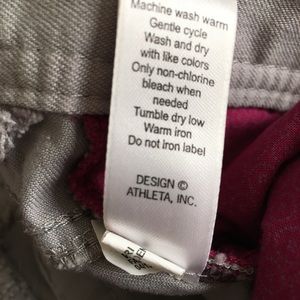 Machine wash warm
Gentle cycle
Wash and dry
with like colors
Only non-chlorine
bleach when
needed
Tumble dry low
Warm iron
Do not iron label
DESIGN ©
ATHLETA, INC.